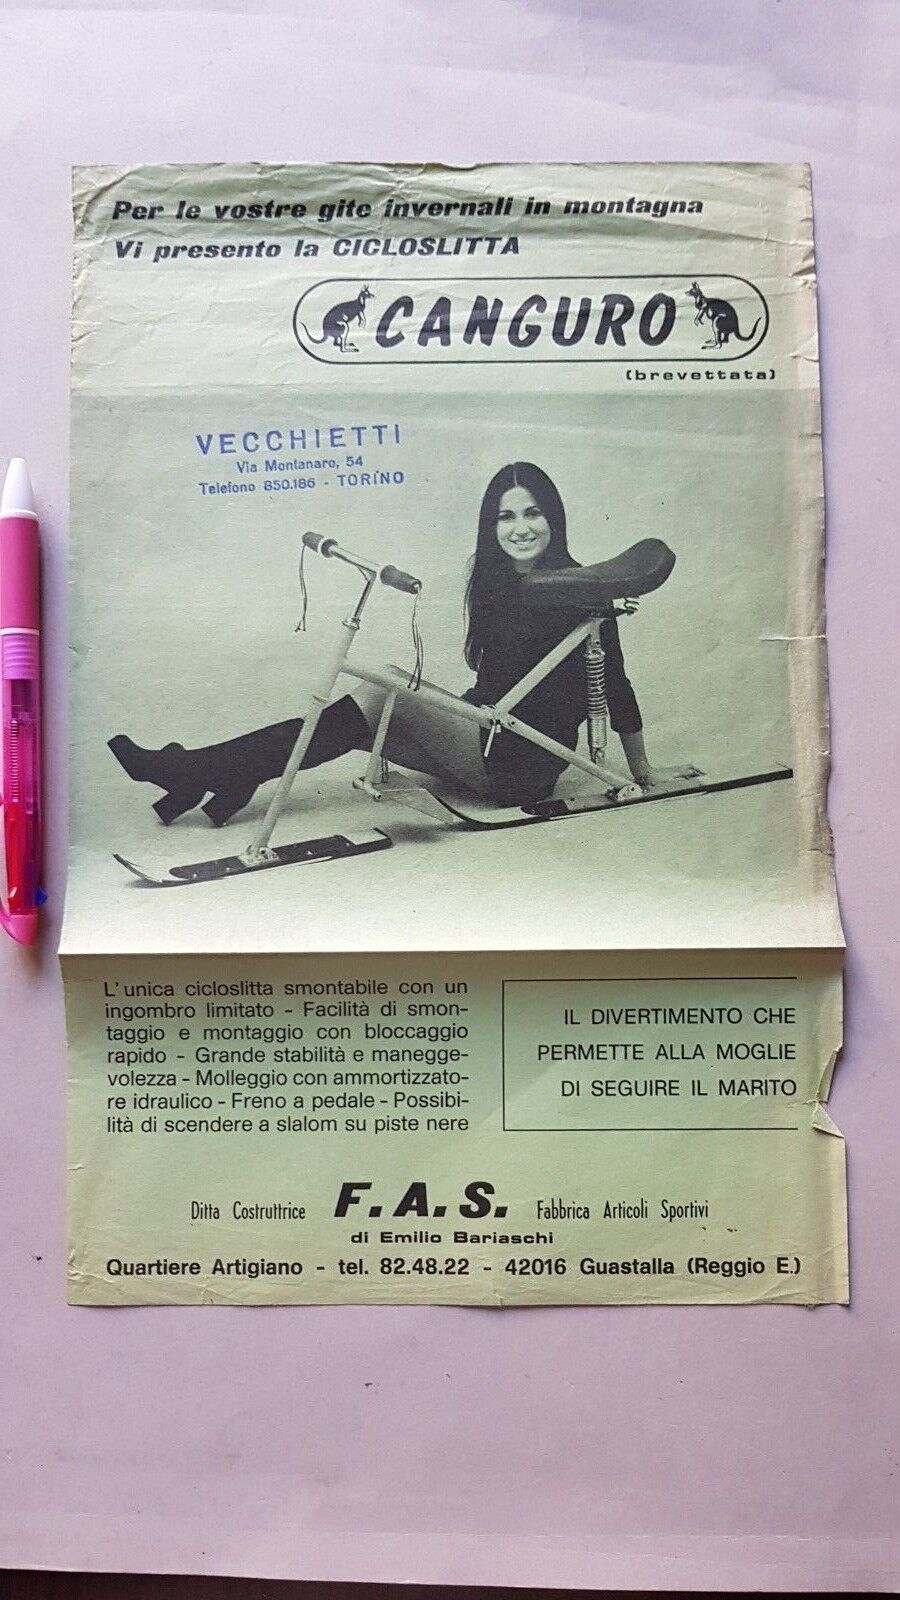 Per le vostre gite invernali in montagna
Vi presento la CICLOSLITTA
CANGURO
(brevettata)
VECCHIETTI
Via Montanaro, 54
Telefono 850.186 - TORINO
L'unica cicloslitta smontabile con un
ingombro limitato - Facilità di smon-
taggio e montaggio con bloccaggio
rapido - Grande stabilità e manegge-
volezza - Molleggio con ammortizzato-
re idraulico - Freno a pedale - Possibi-
lità di scendere a slalom su piste nere
IL DIVERTIMENTO CHE
PERMETTE ALLA MOGLIE
DI SEGUIRE IL MARITO
Ditta Costruttrice F.A.S. Fabbrica Articoli Sportivi
di Emilio Bariaschi
Quartiere Artigiano - tel. 82.48.22 - 42016 Guastalla (Reggio E.)